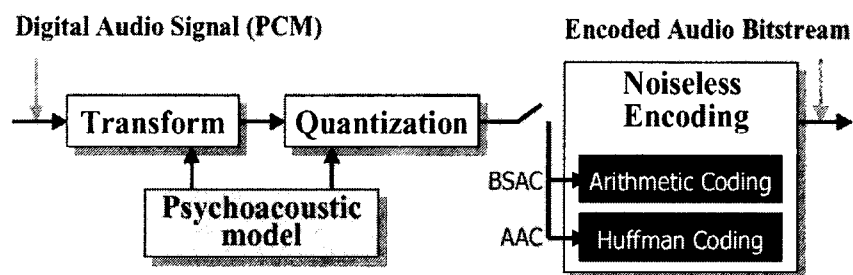 Digital Audio Signal (PCM)
Encoded Audio Bitstream
Transform
Quantization
Noiseless
Encoding
Psychoacoustic
model
BSAC
Arithmetic Coding
AAC
Huffman Coding